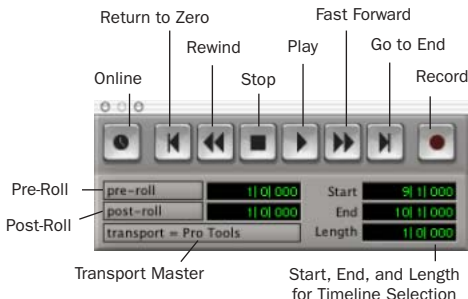 Return to Zero
Fast Forward
Rewind
Play
Go to End
Online
Stop
Record
Pre-Roll
pre-roll
1| 0| 000
Start
9| 1| 000
Post-Roll
post-roll
1| 0| 000
End
10| 1| 000
transport = Pro Tools
Length
1| 0| 000
Transport Master
Start, End, and Length
for Timeline Selection